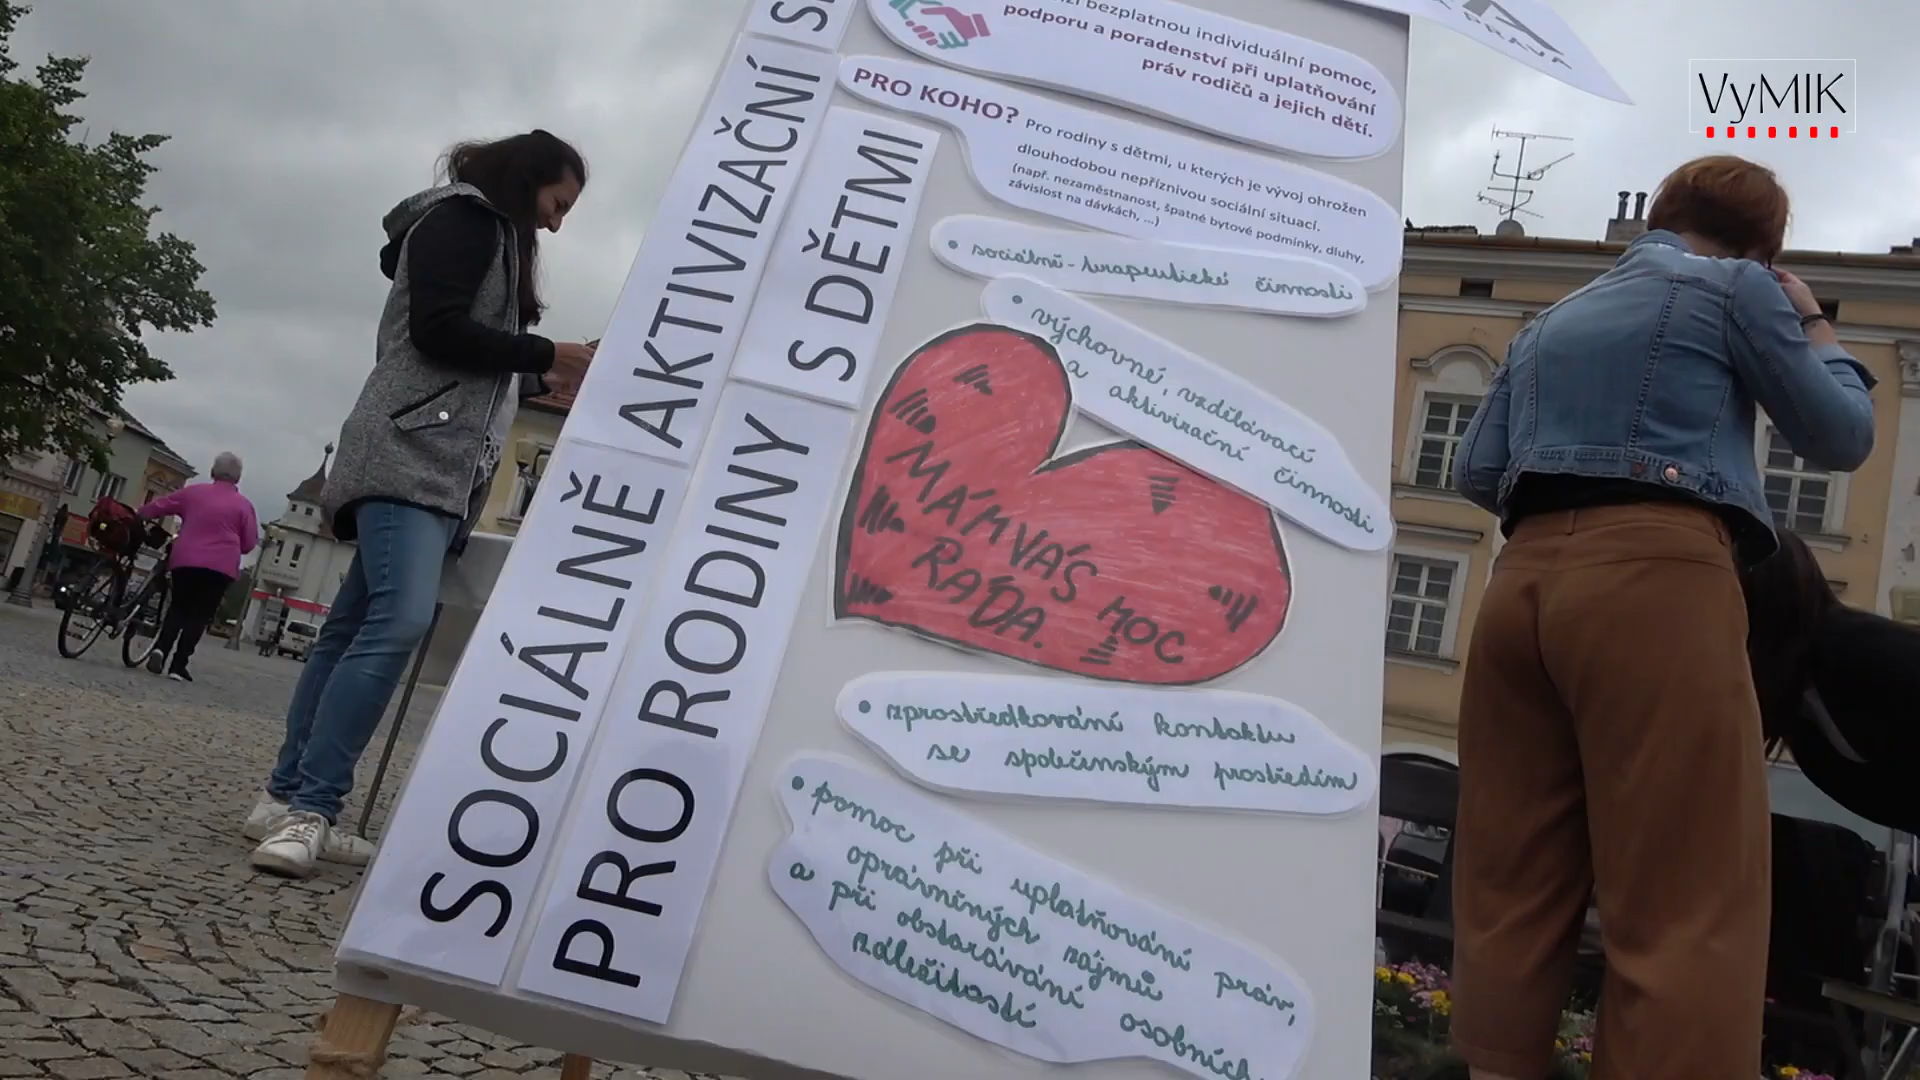 bezplatnou individuální pomoc,
podporu a poradenství při uplatňování
práv rodičů a jejich dětí.
PRO KOHO? Pro rodiny s dětmi, u kterých je vývoj ohrožen
dlouhodobou nepříznivou sociální situací.
(např. nezaměstnanost, špatné bytové podmínky, dluhy,
závislost na dávkách, ...)
• sociálně-terapeutické činnosti
• výchovné, vzdělávací
a aktivizační činnosti
MÁM VÁS MOC
RÁDA.
• zprostředkování kontaktu
se společenským prostředím
• pomoc při uplatňování práv,
oprávněných zájmů
a při obstarávání osobních
záležitostí
SOCIÁLNĚ AKTIVIZAČNÍ
PRO RODINY S DĚTMI
PRÁVA
VyMIK